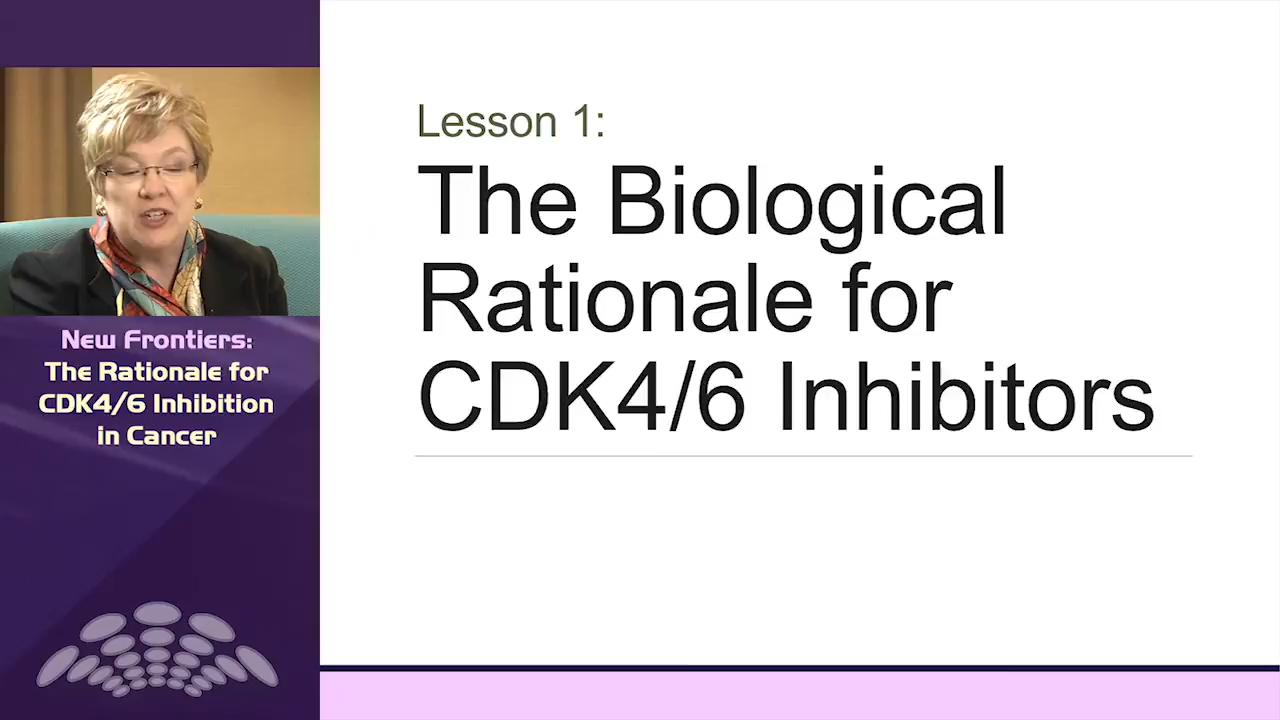 New Frontiers:
The Rationale for
CDK4/6 Inhibition
in Cancer
Lesson 1:
The Biological
Rationale for
CDK4/6 Inhibitors